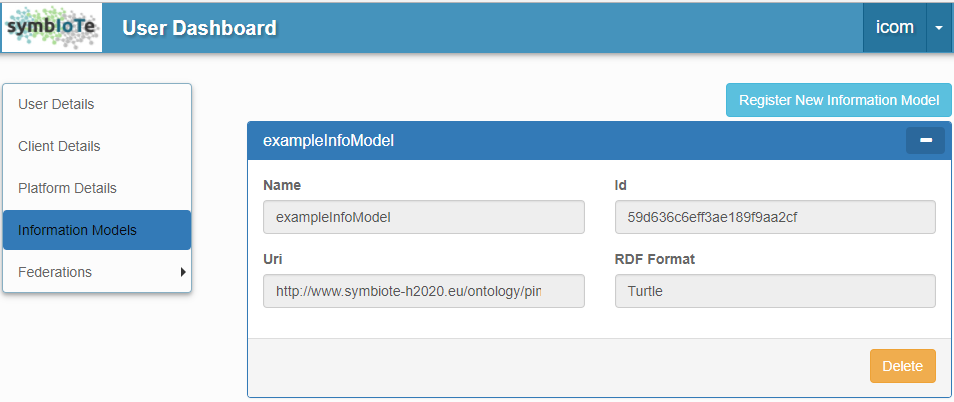 symbIoTe
User Dashboard
icom
User Details
Client Details
Platform Details
Information Models
Federations
Register New Information Model
exampleInfoModel
Name
Id
exampleInfoModel
59d636c6eff3ae189f9aa2cf
Uri
RDF Format
http://www.symbiote-h2020.eu/ontology/pin
Turtle
Delete